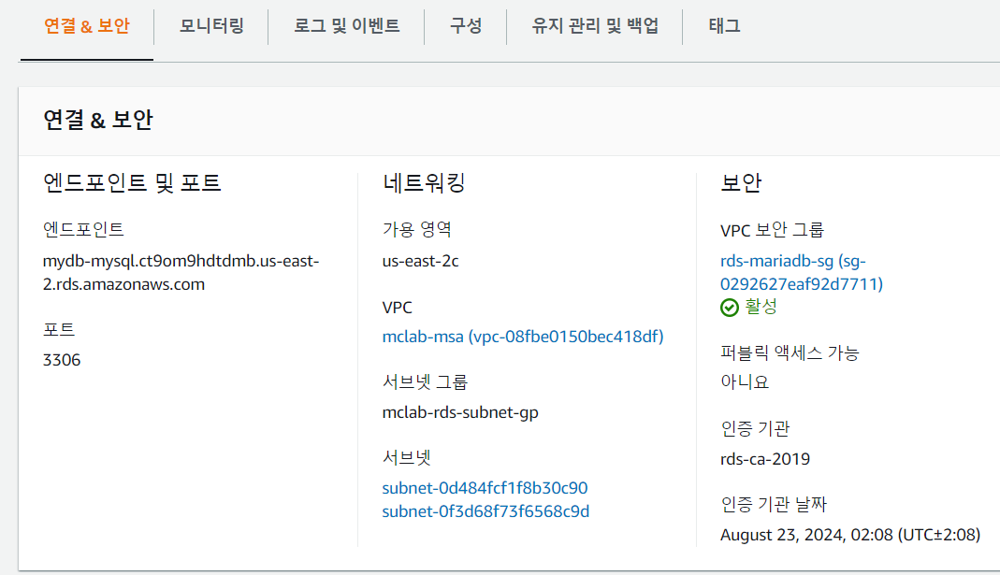 연결 & 보안
모니터링
로그 및 이벤트
구성
유지 관리 및 백업
태그
연결 & 보안
엔드포인트 및 포트
엔드포인트
mydb-mysql.ct9om9hdtdmb.us-east-
2.rds.amazonaws.com
포트
3306
네트워킹
가용 영역
us-east-2c
VPC
mclab-msa (vpc-08fbe0150bec418df)
서브넷 그룹
mclab-rds-subnet-gp
서브넷
subnet-0d484fcf1f8b30c90
subnet-0f3d68f73f6568c9d
보안
VPC 보안 그룹
rds-mariadb-sg (sg-
0292627eaf92d7711)
활성
퍼블릭 액세스 가능
아니요
인증 기관
rds-ca-2019
인증 기관 날짜
August 23, 2024, 02:08 (UTC±2:08)